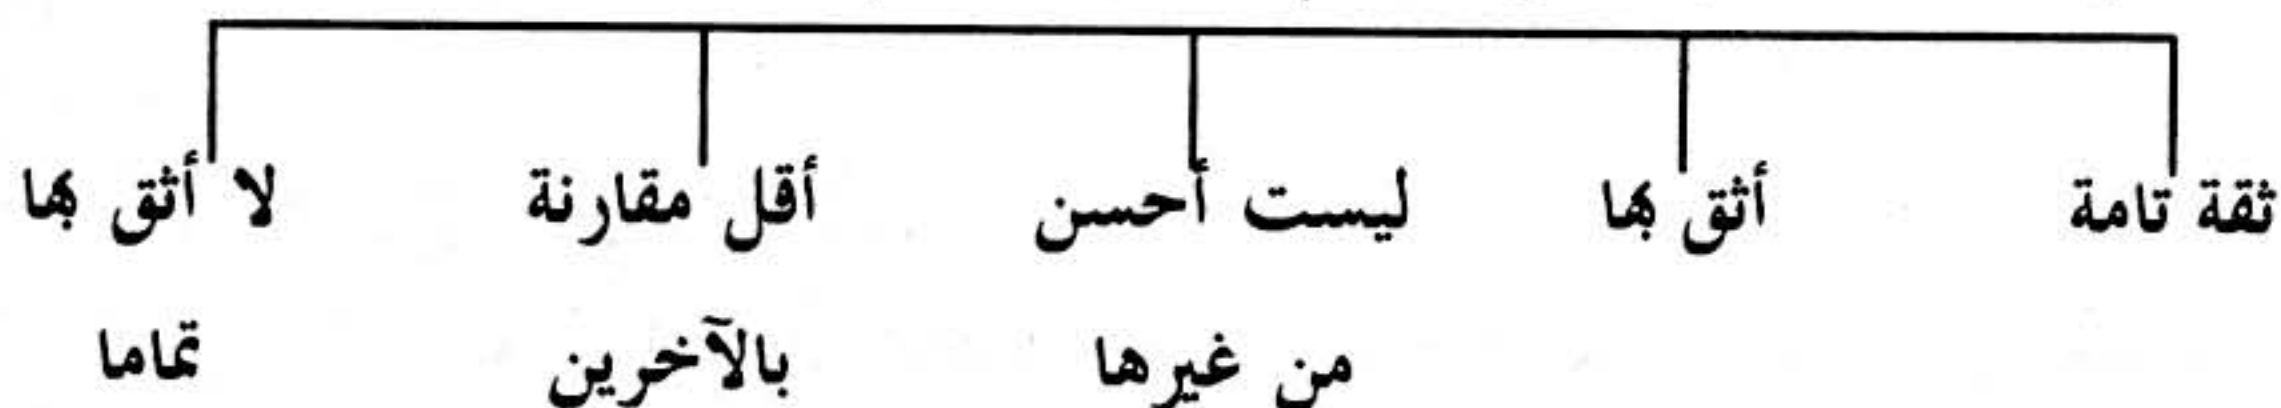 ثقة تامة
أثق بها
ليست أحسن
من غيرها
أقل مقارنة
بالآخرين
لا أثق بها
تماما